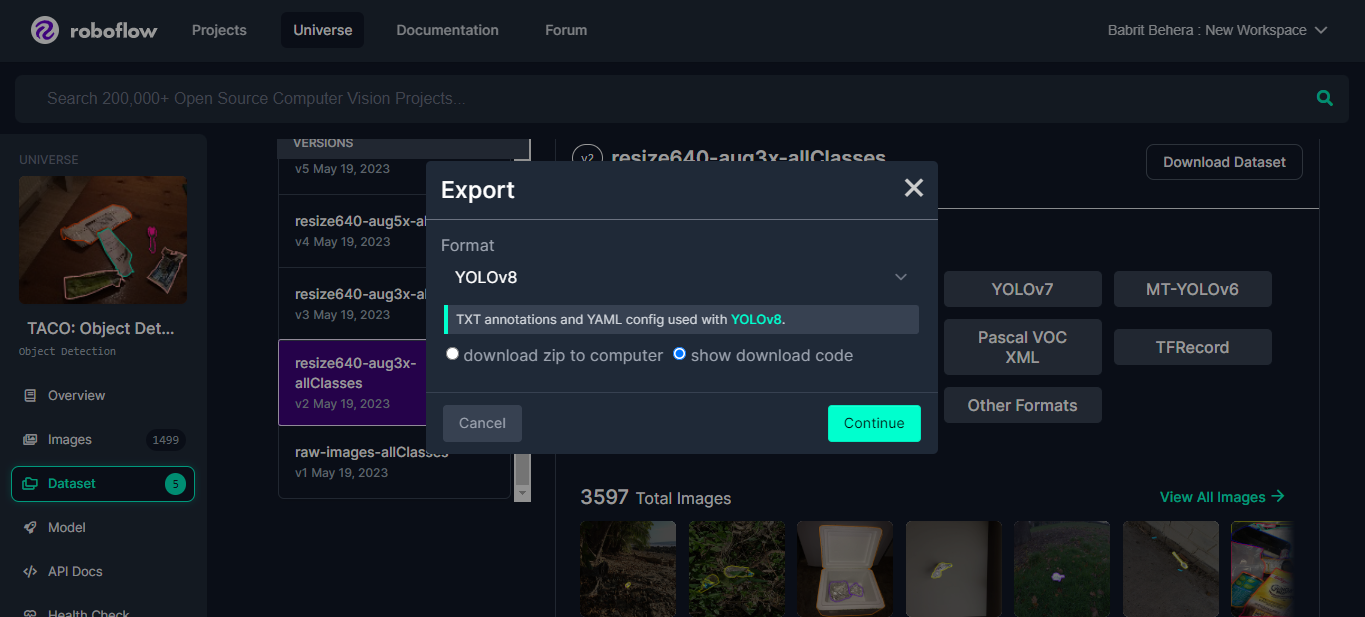 roboflow
Projects
Universe
Documentation
Forum
Babrit Behera : New Workspace
Search 200,000+ Open Source Computer Vision Projects...
UNIVERSE
TACO: Object Det...
Object Detection
Overview
Images
1499
Dataset
5
Model
API Docs
Health Check
VERSIONS
v5 May 19, 2023
resize640-aug5x-al
v4 May 19, 2023
resize640-aug3x-al
v3 May 19, 2023
resize640-aug3x-
allClasses
v2 May 19, 2023
raw-images-allClasses
v1 May 19, 2023
v2
resize640-aug3x-allClasses
Download Dataset
Export
Format
YOLOv8
TXT annotations and YAML config used with YOLOv8.
download zip to computer
show download code
Cancel
Continue
YOLOv7
MT-YOLOv6
Pascal VOC
XML
TFRecord
Other Formats
3597 Total Images
View All Images →